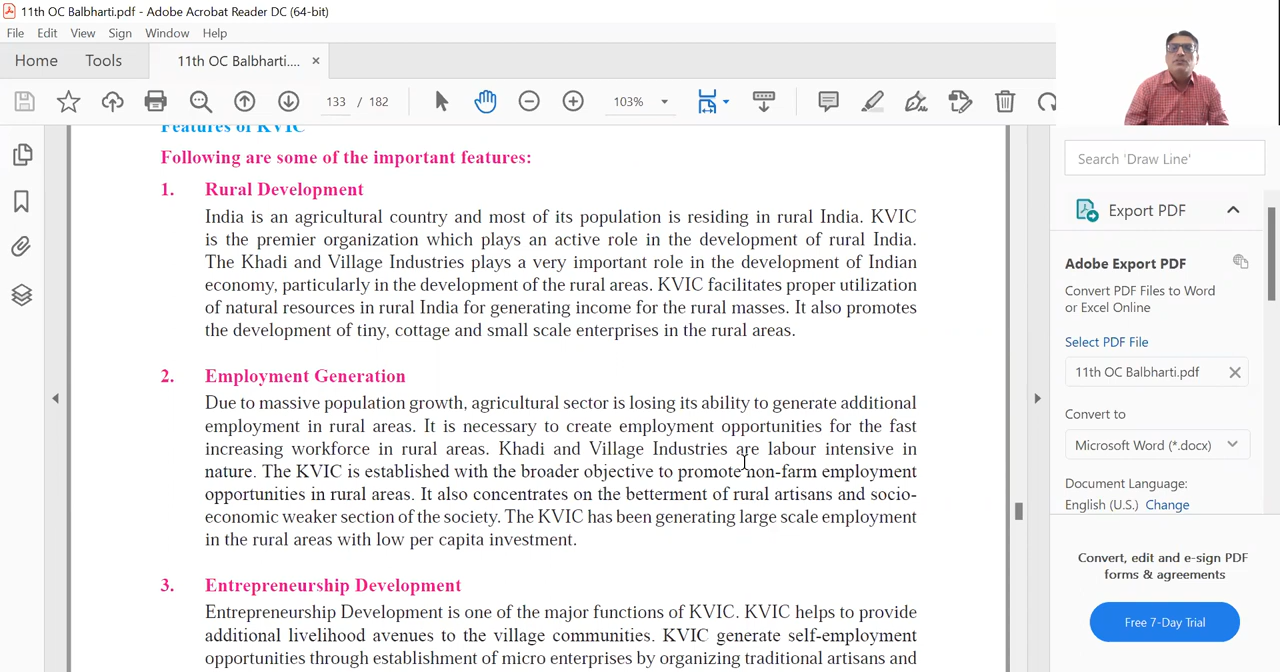 11th OC Balbharti.pdf - Adobe Acrobat Reader DC (64-bit)
File Edit View Sign Window Help
Home Tools 11th OC Balbharti.... ×
133 / 182 103%
Features of KVIC
Following are some of the important features:
1. Rural Development
India is an agricultural country and most of its population is residing in rural India. KVIC
is the premier organization which plays an active role in the development of rural India.
The Khadi and Village Industries plays a very important role in the development of Indian
economy, particularly in the development of the rural areas. KVIC facilitates proper utilization
of natural resources in rural India for generating income for the rural masses. It also promotes
the development of tiny, cottage and small scale enterprises in the rural areas.
2. Employment Generation
Due to massive population growth, agricultural sector is losing its ability to generate additional
employment in rural areas. It is necessary to create employment opportunities for the fast
increasing workforce in rural areas. Khadi and Village Industries are labour intensive in
nature. The KVIC is established with the broader objective to promote non-farm employment
opportunities in rural areas. It also concentrates on the betterment of rural artisans and socio-
economic weaker section of the society. The KVIC has been generating large scale employment
in the rural areas with low per capita investment.
3. Entrepreneurship Development
Entrepreneurship Development is one of the major functions of KVIC. KVIC helps to provide
additional livelihood avenues to the village communities. KVIC generate self-employment
opportunities through establishment of micro enterprises by organizing traditional artisans and
Search 'Draw Line'
Export PDF
Adobe Export PDF
Convert PDF Files to Word
or Excel Online
Select PDF File
11th OC Balbharti.pdf
Convert to
Microsoft Word (*.docx)
Document Language:
English (U.S.) Change
Convert, edit and e-sign PDF
forms & agreements
Free 7-Day Trial